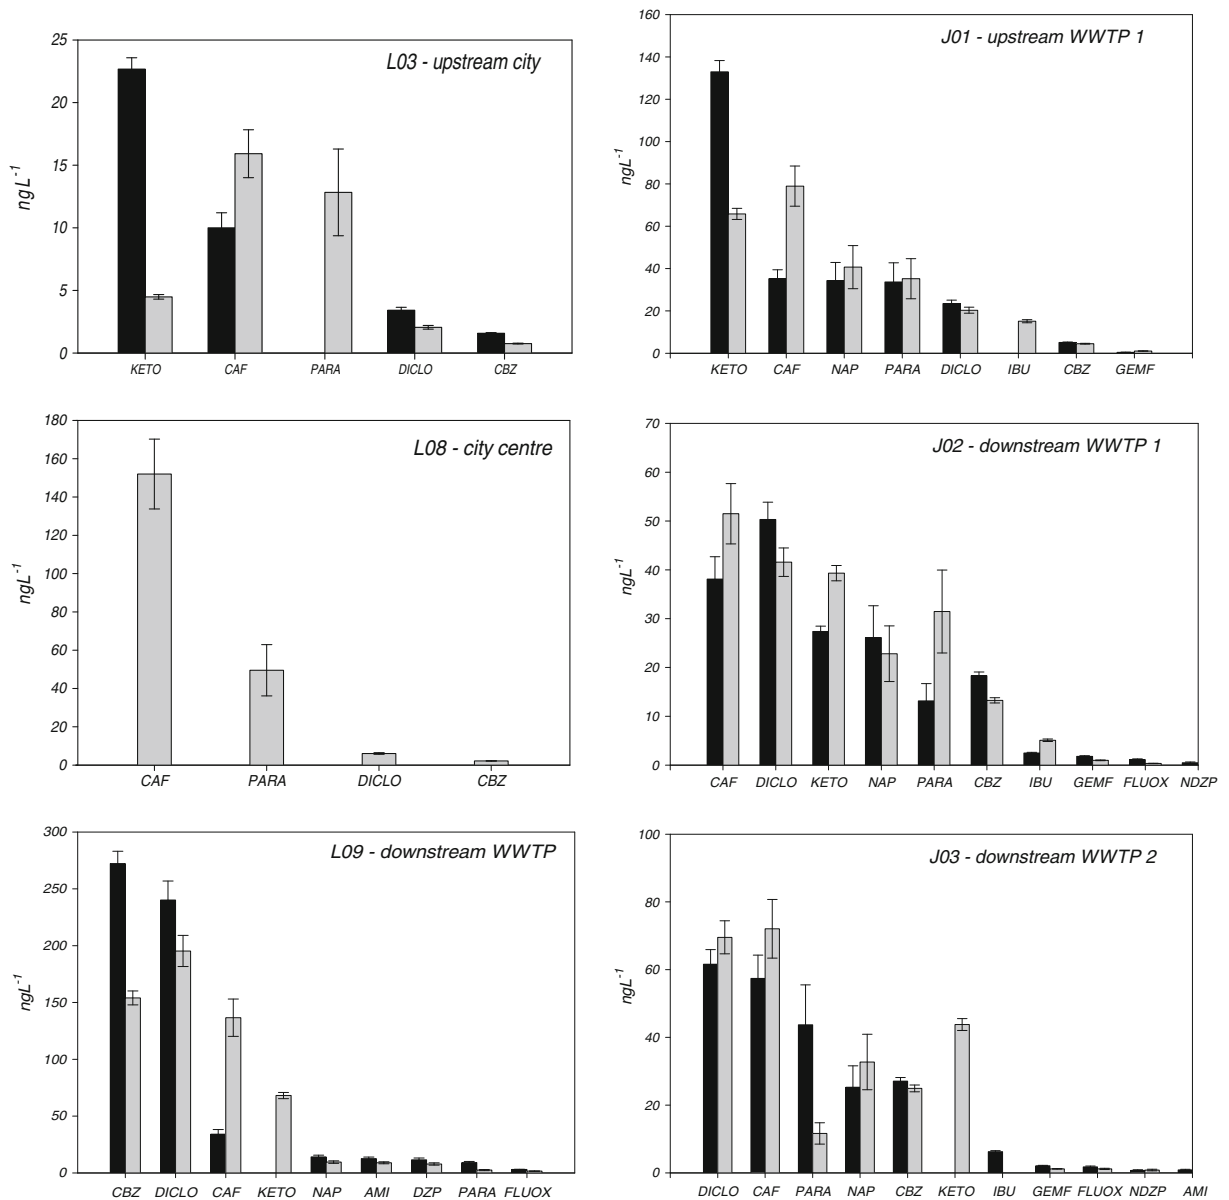 L03 - upstream city
ngL-1
25
20
15
10
5
0
KETO CAF PARA DICLO CBZ
J01 - upstream WWTP 1
ngL-1
160
140
120
100
80
60
40
20
0
KETO CAF NAP PARA DICLO IBU CBZ GEMF
L08 - city centre
ngL-1
180
160
140
120
100
80
60
40
20
0
CAF PARA DICLO CBZ
J02 - downstream WWTP 1
ngL-1
70
60
50
40
30
20
10
0
CAF DICLO KETO NAP PARA CBZ IBU GEMF FLUOX NDZP
L09 - downstream WWTP
ngL-1
300
250
200
150
100
50
0
CBZ DICLO CAF KETO NAP AMI DZP PARA FLUOX
J03 - downstream WWTP 2
ngL-1
100
80
60
40
20
0
DICLO CAF PARA NAP CBZ KETO IBU GEMF FLUOX NDZP AMI